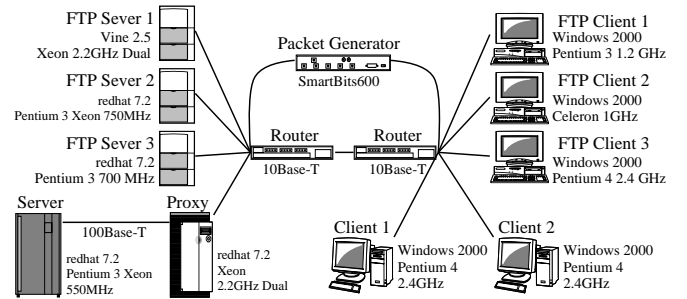 FTP Sever 1
Vine 2.5
Xeon 2.2GHz Dual
FTP Sever 2
redhat 7.2
Pentium 3 Xeon 750MHz
FTP Sever 3
redhat 7.2
Pentium 3 700 MHz
Packet Generator
SmartBits600
Router
10Base-T
Router
10Base-T
FTP Client 1
Windows 2000
Pentium 3 1.2 GHz
FTP Client 2
Windows 2000
Celeron 1GHz
FTP Client 3
Windows 2000
Pentium 4 2.4 GHz
Server
100Base-T
redhat 7.2
Pentium 3 Xeon
550MHz
Proxy
redhat 7.2
Xeon
2.2GHz Dual
Client 1
Windows 2000
Pentium 4
2.4GHz
Client 2
Windows 2000
Pentium 4
2.4GHz